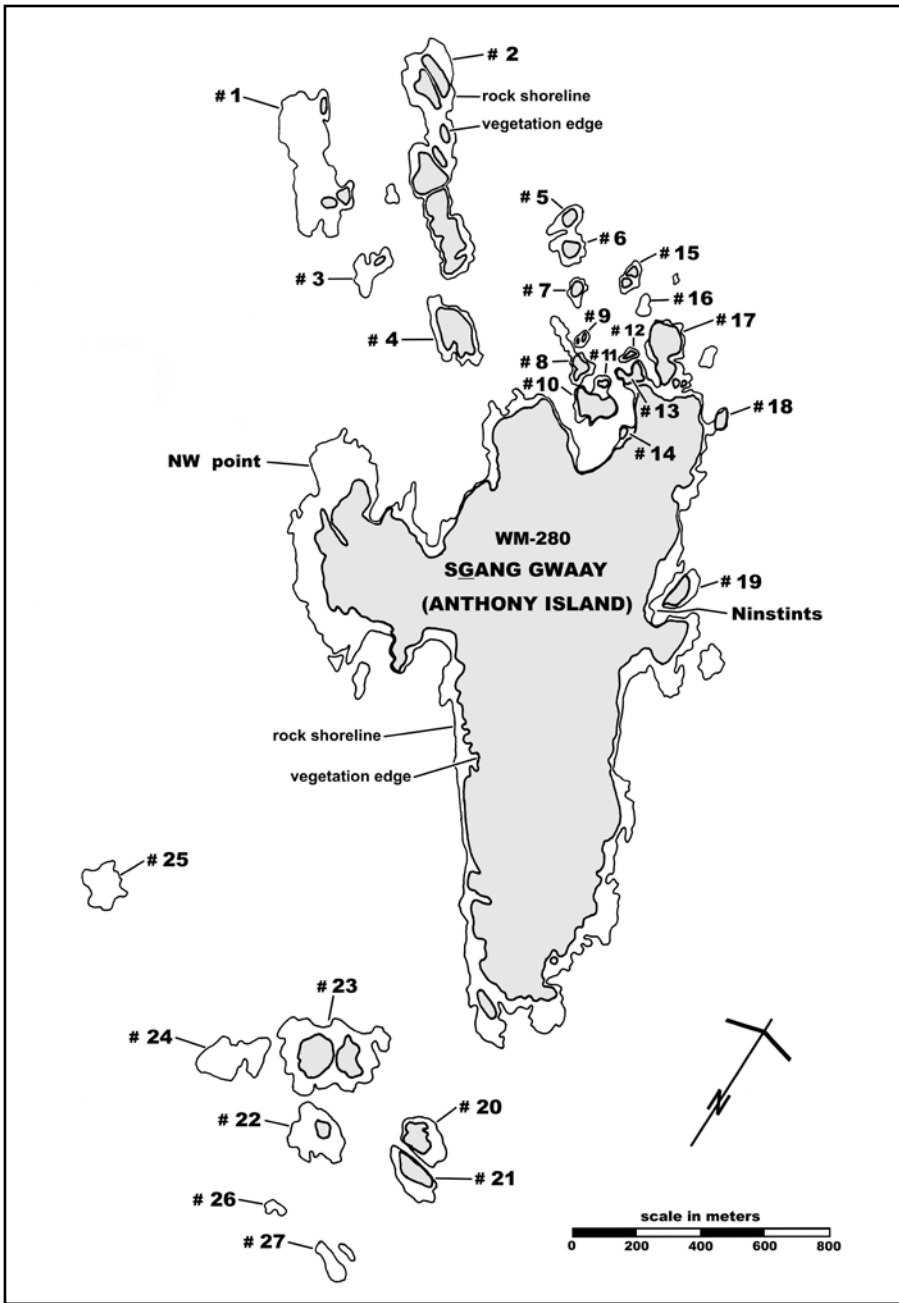 # 2
# 1
rock shoreline
vegetation edge
# 5
# 6
# 15
# 3
# 7
# 16
# 9
# 12
# 17
# 4
# 8
# 11
# 10
# 13
# 18
# 14
NW point
WM-280
SGANG GWAAY
(ANTHONY ISLAND)
# 19
Ninstints
rock shoreline
vegetation edge
# 25
# 23
# 24
# 20
# 22
# 21
# 26
# 27
N
scale in meters
0 200 400 600 800